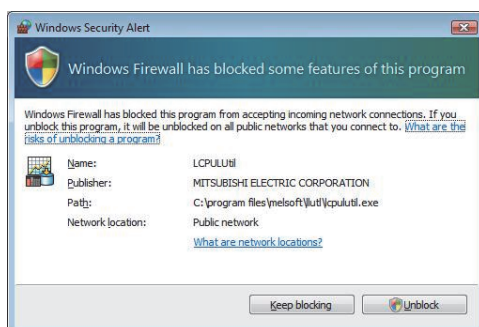 Windows Security Alert
Windows Firewall has blocked some features of this program
Windows Firewall has blocked this program from accepting incoming network connections. If you
unblock this program, it will be unblocked on all public networks that you connect to. What are the
risks of unblocking a program?
Name: LCPULUtil
Publisher: MITSUBISHI ELECTRIC CORPORATION
Path: C:\program files\melsoft\llutl\lcpulutil.exe
Network location: Public network
What are network locations?
Keep blocking Unblock